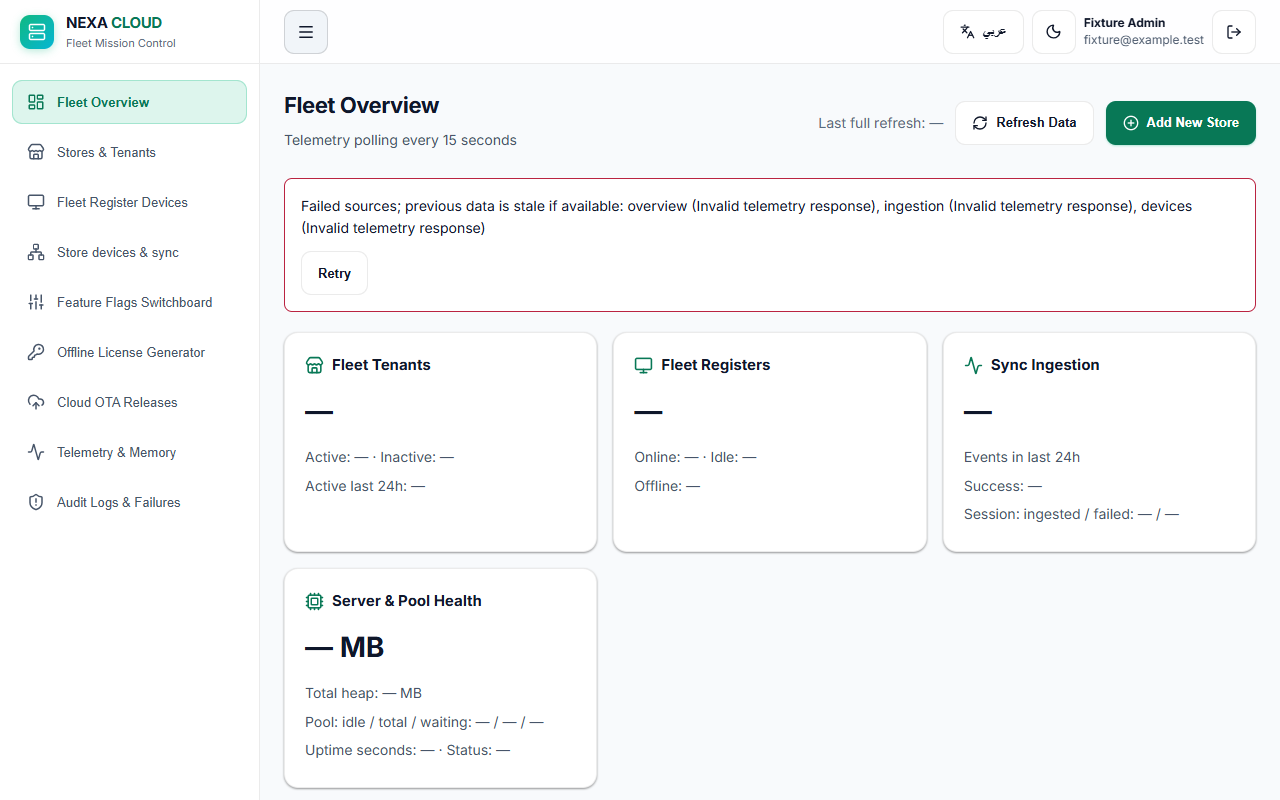 NEXA CLOUD
Fleet Mission Control
عربي
Fixture Admin
fixture@example.test
Fleet Overview
Stores & Tenants
Fleet Register Devices
Store devices & sync
Feature Flags Switchboard
Offline License Generator
Cloud OTA Releases
Telemetry & Memory
Audit Logs & Failures
Fleet Overview
Telemetry polling every 15 seconds
Last full refresh: —
Refresh Data
Add New Store
Failed sources; previous data is stale if available: overview (Invalid telemetry response), ingestion (Invalid telemetry response), devices
(Invalid telemetry response)
Retry
Fleet Tenants
—
Active: — · Inactive: —
Active last 24h: —
Fleet Registers
—
Online: — · Idle: —
Offline: —
Sync Ingestion
—
Events in last 24h
Success: —
Session: ingested / failed: — / —
Server & Pool Health
— MB
Total heap: — MB
Pool: idle / total / waiting: — / — / —
Uptime seconds: — · Status: —